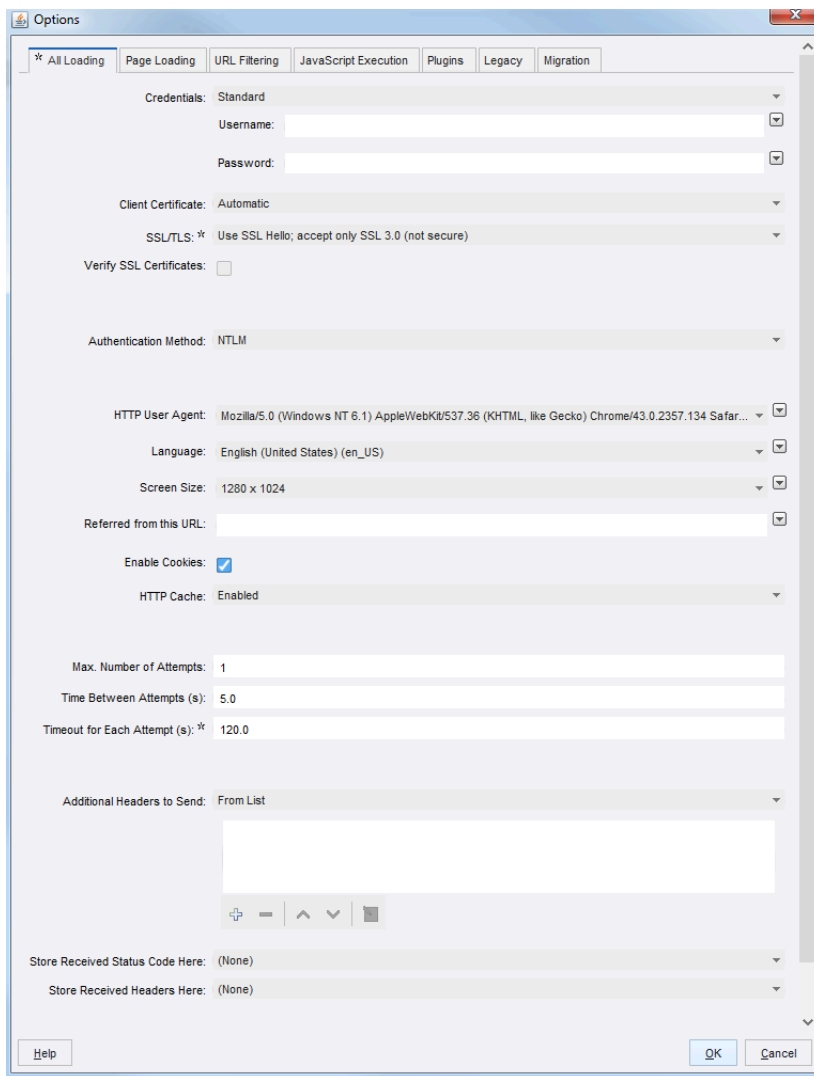 Options
* All Loading Page Loading URL Filtering JavaScript Execution Plugins Legacy Migration
Credentials: Standard
Username:
Password:
Client Certificate: Automatic
SSL/TLS: * Use SSL Hello; accept only SSL 3.0 (not secure)
Verify SSL Certificates:
Authentication Method: NTLM
HTTP User Agent: Mozilla/5.0 (Windows NT 6.1) AppleWebKit/537.36 (KHTML, like Gecko) Chrome/43.0.2357.134 Safar...
Language: English (United States) (en_US)
Screen Size: 1280 x 1024
Referred from this URL:
Enable Cookies:
HTTP Cache: Enabled
Max. Number of Attempts: 1
Time Between Attempts (s): 5.0
Timeout for Each Attempt (s): * 120.0
Additional Headers to Send: From List
Store Received Status Code Here: (None)
Store Received Headers Here: (None)
Help OK Cancel